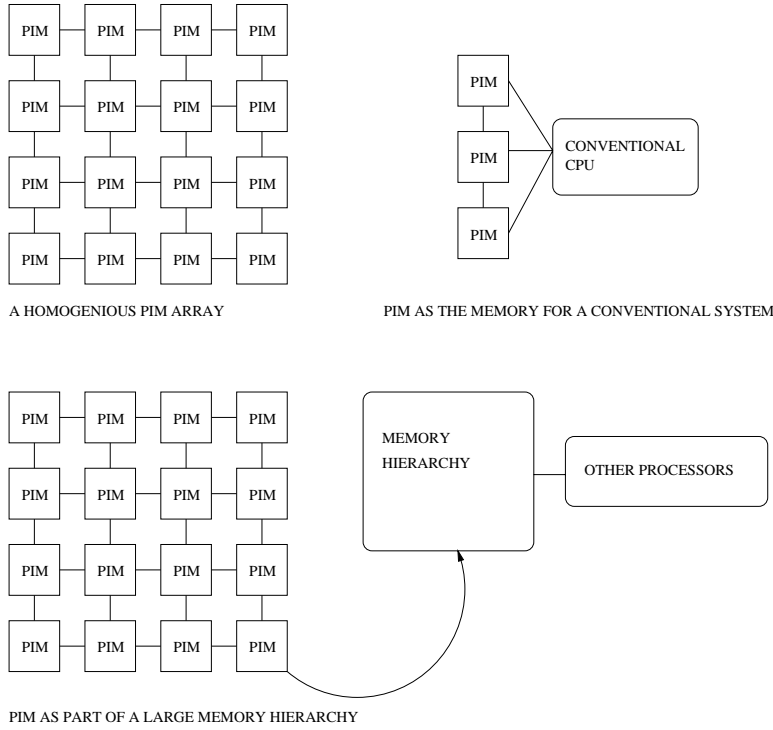 PIM PIM PIM PIM
PIM PIM PIM PIM
PIM PIM PIM PIM
PIM PIM PIM PIM
A HOMOGENIOUS PIM ARRAY
PIM
PIM
PIM
CONVENTIONAL
CPU
PIM AS THE MEMORY FOR A CONVENTIONAL SYSTEM
PIM PIM PIM PIM
PIM PIM PIM PIM
PIM PIM PIM PIM
PIM PIM PIM PIM
MEMORY
HIERARCHY
OTHER PROCESSORS
PIM AS PART OF A LARGE MEMORY HIERARCHY